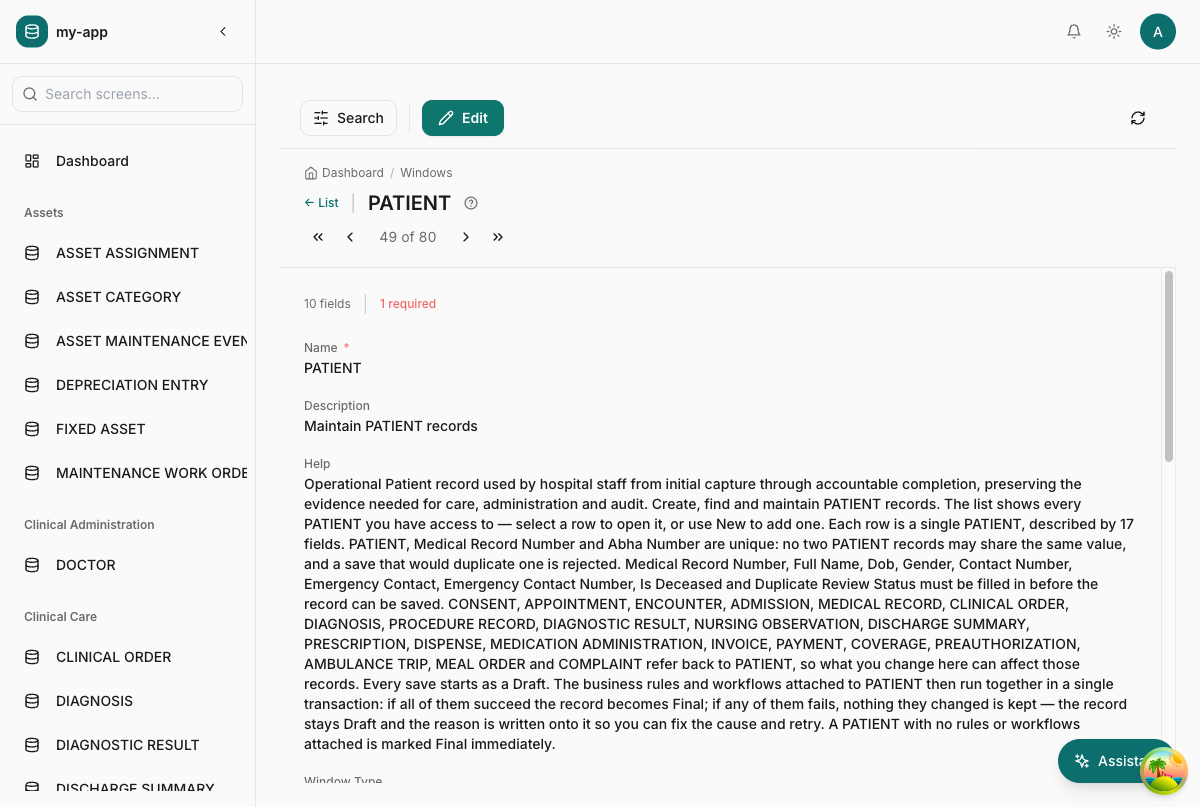 my-app
A
Search screens...
Search
Edit
Dashboard
Dashboard / Windows
← List
PATIENT
Assets
49 of 80
ASSET ASSIGNMENT
ASSET CATEGORY
10 fields
1 required
ASSET MAINTENANCE EVEN
Name *
PATIENT
DEPRECIATION ENTRY
Description
Maintain PATIENT records
FIXED ASSET
Help
MAINTENANCE WORK ORDE
Operational Patient record used by hospital staff from initial capture through accountable completion, preserving the
evidence needed for care, administration and audit. Create, find and maintain PATIENT records. The list shows every
PATIENT you have access to — select a row to open it, or use New to add one. Each row is a single PATIENT, described by 17
fields. PATIENT, Medical Record Number and Abha Number are unique: no two PATIENT records may share the same value,
and a save that would duplicate one is rejected. Medical Record Number, Full Name, Dob, Gender, Contact Number,
Emergency Contact, Emergency Contact Number, Is Deceased and Duplicate Review Status must be filled in before the
record can be saved. CONSENT, APPOINTMENT, ENCOUNTER, ADMISSION, MEDICAL RECORD, CLINICAL ORDER,
DIAGNOSIS, PROCEDURE RECORD, DIAGNOSTIC RESULT, NURSING OBSERVATION, DISCHARGE SUMMARY,
PRESCRIPTION, DISPENSE, MEDICATION ADMINISTRATION, INVOICE, PAYMENT, COVERAGE, PREAUTHORIZATION,
AMBULANCE TRIP, MEAL ORDER and COMPLAINT refer back to PATIENT, so what you change here can affect those
records. Every save starts as a Draft. The business rules and workflows attached to PATIENT then run together in a single
transaction: if all of them succeed the record becomes Final; if any of them fails, nothing they changed is kept — the record
stays Draft and the reason is written onto it so you can fix the cause and retry. A PATIENT with no rules or workflows
attached is marked Final immediately.
Clinical Administration
DOCTOR
Clinical Care
CLINICAL ORDER
DIAGNOSIS
DIAGNOSTIC RESULT
DISCHARGE SUMMARY
Window Type
Assista